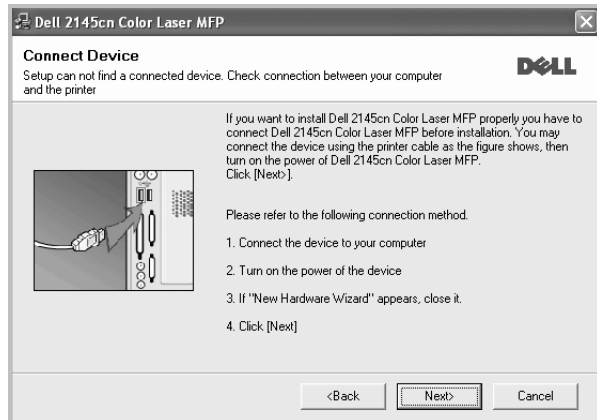 Dell 2145cn Color Laser MFP
Connect Device
Setup can not find a connected device. Check connection between your computer
and the printer
DELL
If you want to install Dell 2145cn Color Laser MFP properly you have to
connect Dell 2145cn Color Laser MFP before installation. You may
connect the device using the printer cable as the figure shows, then
turn on the power of Dell 2145cn Color Laser MFP.
Click [Next>].
Please refer to the following connection method.
1. Connect the device to your computer
2. Turn on the power of the device
3. If "New Hardware Wizard" appears, close it.
4. Click [Next]
<Back
Next>
Cancel